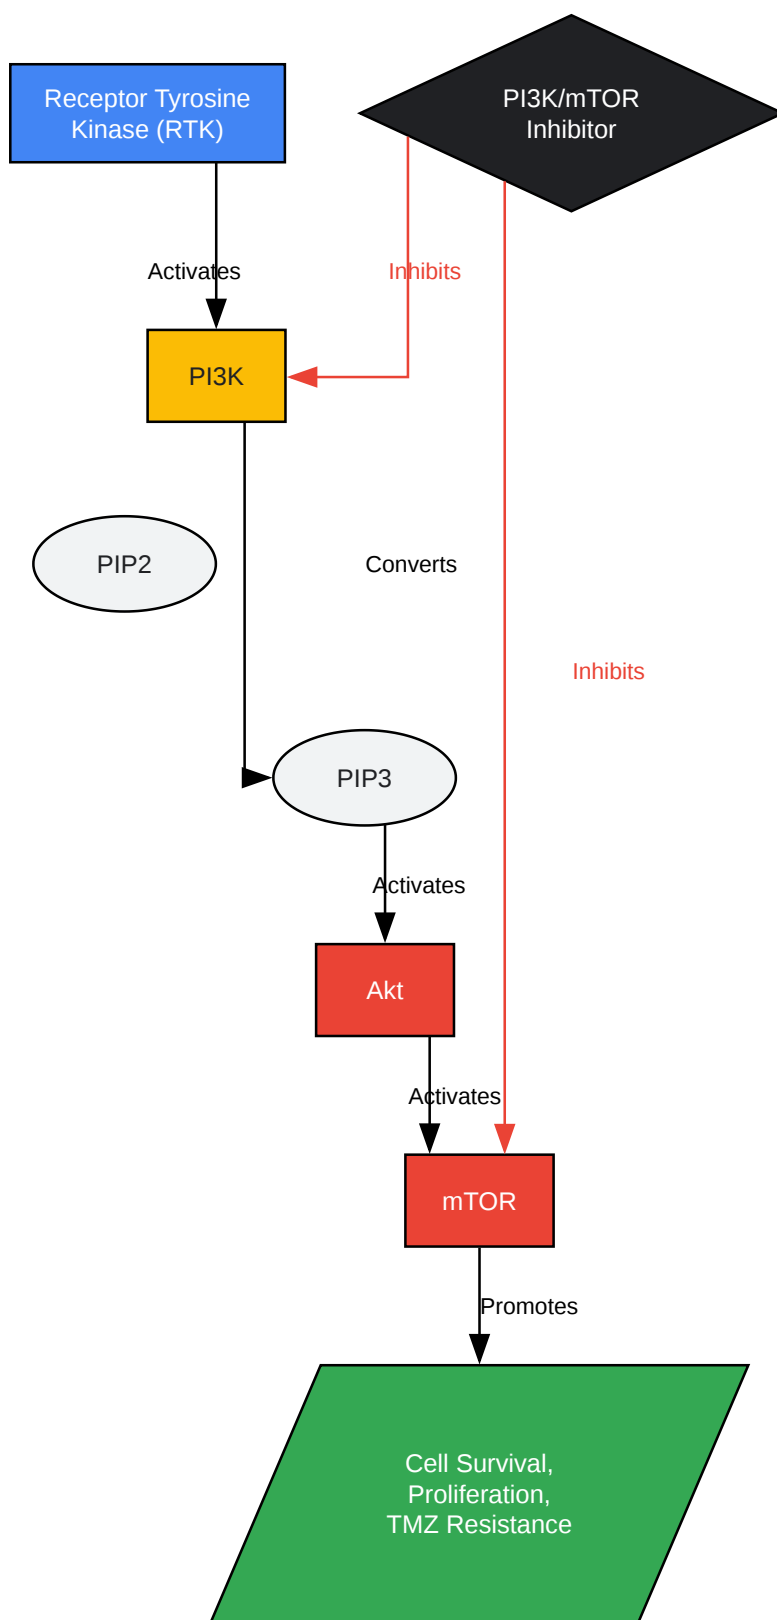 Receptor Tyrosine
Kinase (RTK)
PI3K/mTOR
Inhibitor
Activates
Inhibits
PI3K
PIP2
Converts
Inhibits
PIP3
Activates
Akt
Activates
mTOR
Promotes
Cell Survival,
Proliferation,
TMZ Resistance